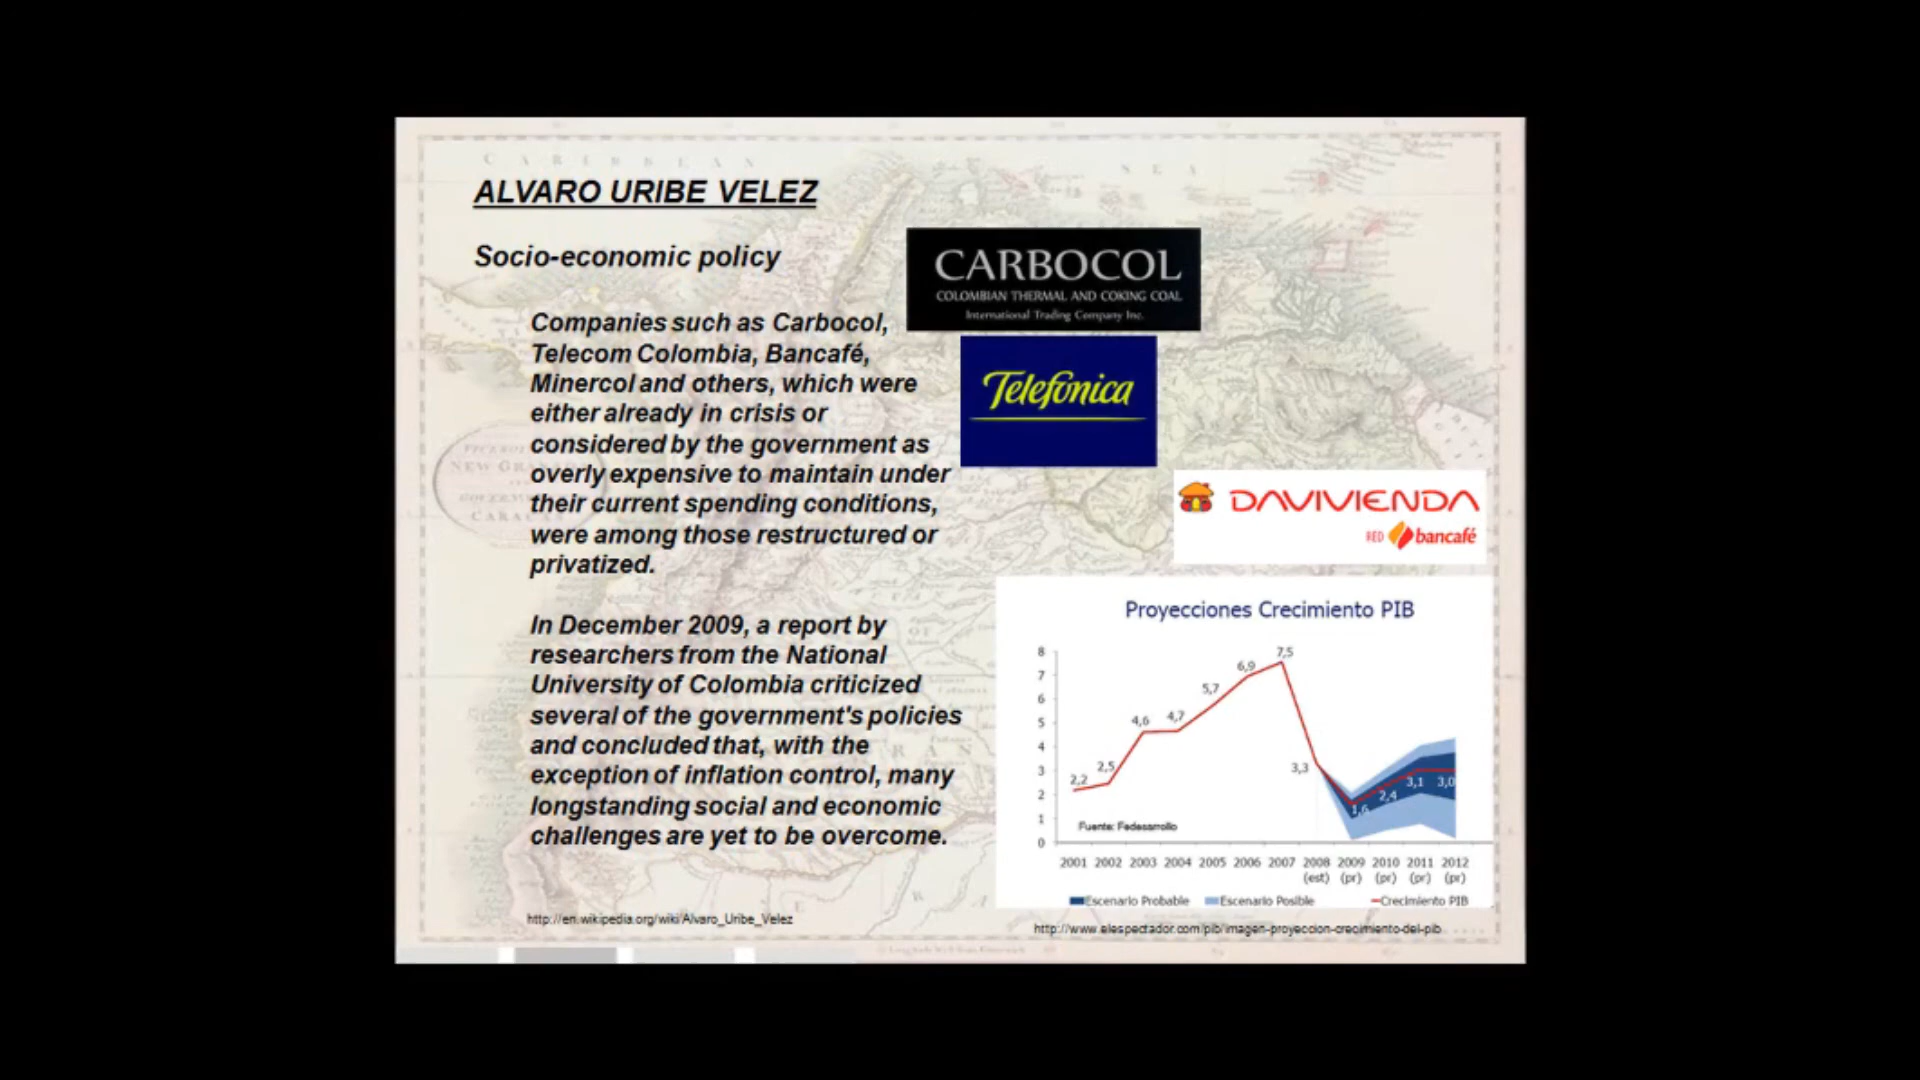 ALVARO URIBE VELEZ
Socio-economic policy
Companies such as Carbocol,
Telecom Colombia, Bancafé,
Minercol and others, which were
either already in crisis or
considered by the government as
overly expensive to maintain under
their current spending conditions,
were among those restructured or
privatized.
In December 2009, a report by
researchers from the National
University of Colombia criticized
several of the government's policies
and concluded that, with the
exception of inflation control, many
longstanding social and economic
challenges are yet to be overcome.
http://en.wikipedia.org/wiki/Alvaro_Uribe_Velez
CARBOCOL
COLOMBIAN THERMAL AND COKING COAL
International Trading Company Inc.
Telefónica
DAVIVIENDA
RED bancafé
Proyecciones Crecimiento PIB
8
7
6
5
4
3
2
1
0
2,2
2,5
4,6
4,7
5,7
6,9
7,5
3,3
1,6
2,4
3,1
3,0
Fuente: Fedesarrollo
2001 2002 2003 2004 2005 2006 2007 2008 2009 2010 2011 2012
(est) (pr) (pr) (pr) (pr)
Escenario Probable Escenario Posible Crecimiento PIB
http://www.elespectador.com/pib/imagen-proyeccion-crecimiento-del-pib
CARIBBEAN SEA
NEW GRANADA